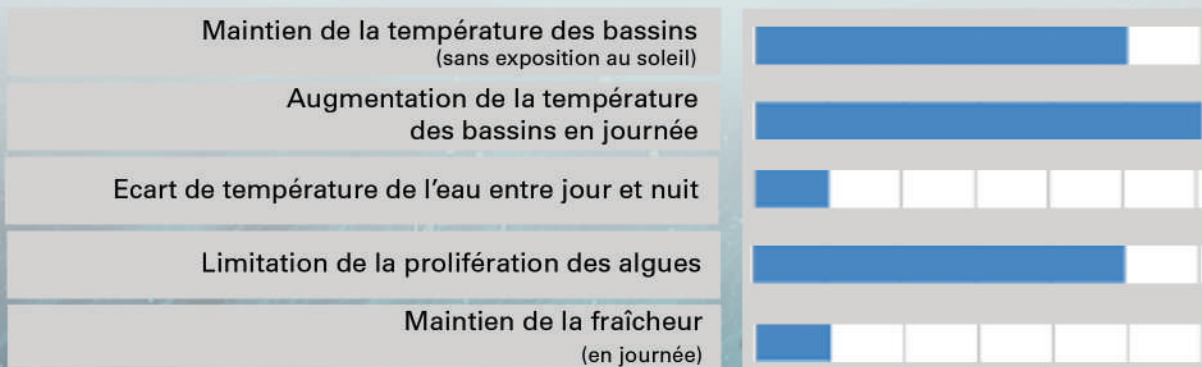 Maintien de la température des bassins
(sans exposition au soleil)
Augmentation de la température
des bassins en journée
Ecart de température de l'eau entre jour et nuit
Limitation de la prolifération des algues
Maintien de la fraîcheur
(en journée)